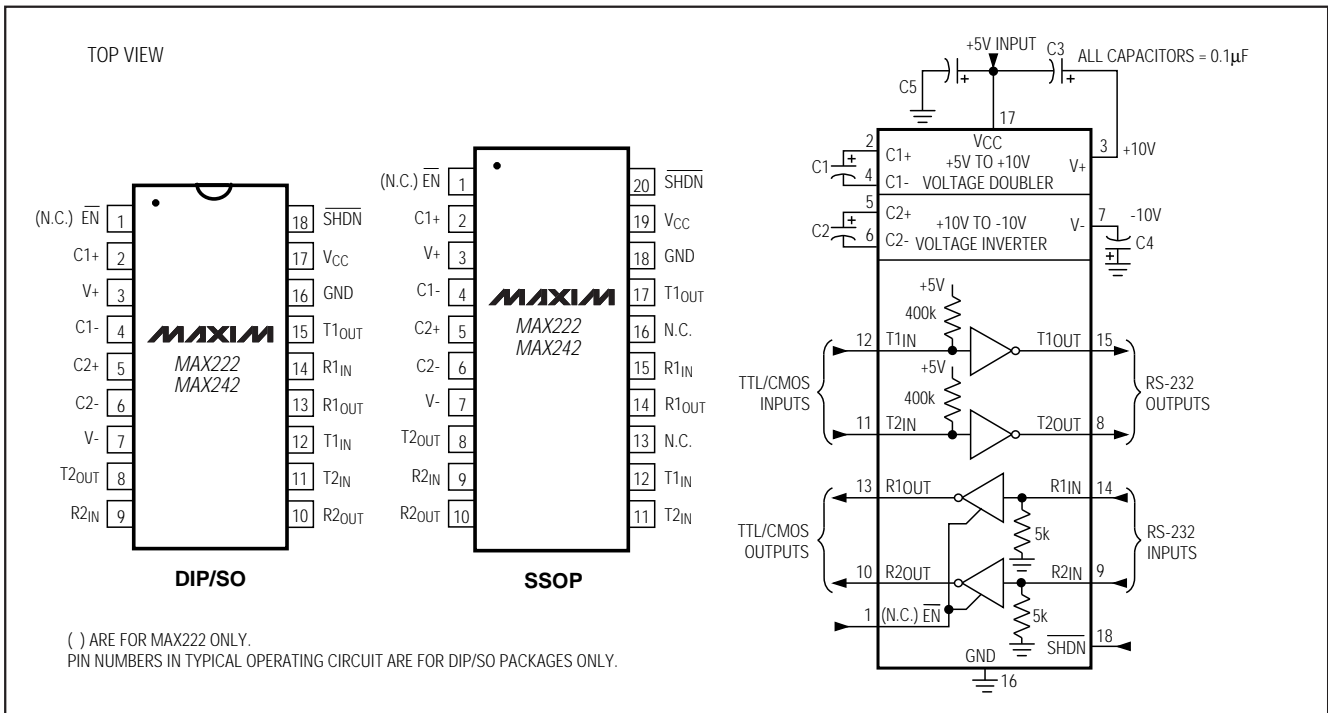 TOP VIEW
(N.C.) EN
1
C1+
2
V+
3
C1-
4
C2+
5
C2-
6
V-
7
T2OUT
8
R2IN
9
18
SHDN
17
VCC
16
GND
15
T1OUT
14
R1IN
13
R1OUT
12
T1IN
11
T2IN
10
R2OUT
MAXIM
MAX222
MAX242
DIP/SO
(N.C.) EN
1
C1+
2
V+
3
C1-
4
C2+
5
C2-
6
V-
7
T2OUT
8
R2IN
9
R2OUT
10
20
SHDN
19
VCC
18
GND
17
T1OUT
16
N.C.
15
R1IN
14
R1OUT
13
N.C.
12
T1IN
11
T2IN
MAXIM
MAX222
MAX242
SSOP
( ) ARE FOR MAX222 ONLY.
PIN NUMBERS IN TYPICAL OPERATING CIRCUIT ARE FOR DIP/SO PACKAGES ONLY.
+5V INPUT
C3
ALL CAPACITORS = 0.1µF
C5
+
+
17
VCC
+5V TO +10V
VOLTAGE DOUBLER
2
C1+
C1
+
4
C1-
3
V+
+10V
5
C2+
C2
+
6
C2-
+10V TO -10V
VOLTAGE INVERTER
7
V-
-10V
C4
+
+5V
400k
12
T1IN
T1OUT
15
+5V
400k
11
T2IN
T2OUT
8
TTL/CMOS
INPUTS
RS-232
OUTPUTS
13
R1OUT
R1IN
14
5k
10
R2OUT
R2IN
9
5k
TTL/CMOS
OUTPUTS
RS-232
INPUTS
1
(N.C.) EN
SHDN
18
GND
16